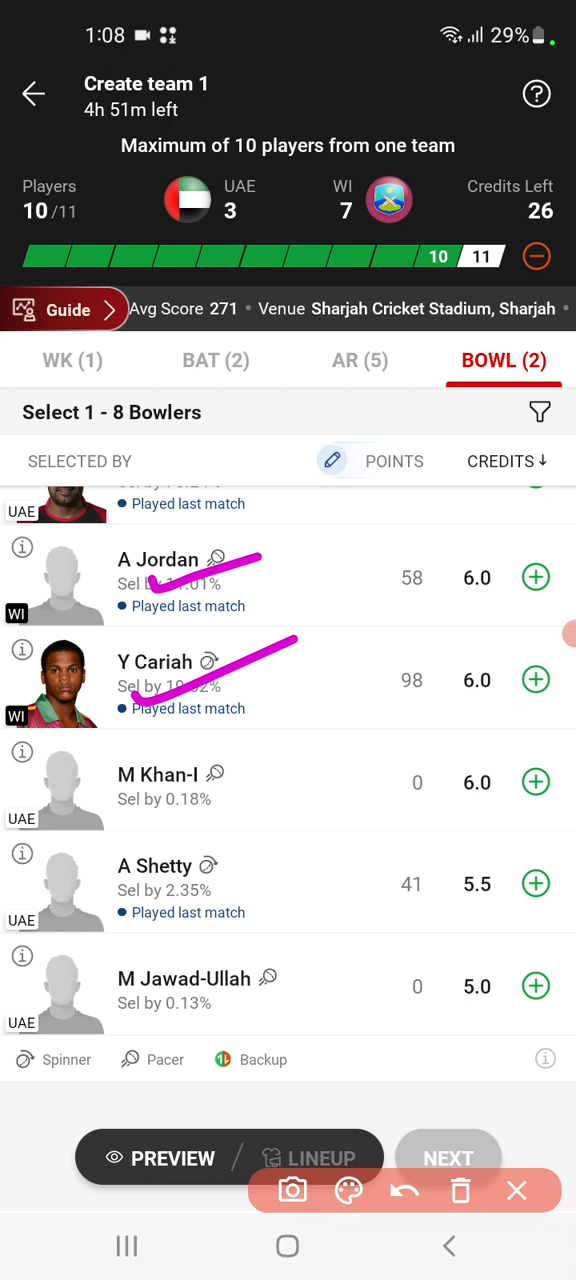 1:08 29%
Create team 1
4h 51m left
Maximum of 10 players from one team
Players UAE WI Credits Left
10/11 3 7 26
10 11
Guide Avg Score 271 • Venue Sharjah Cricket Stadium, Sharjah •
WK (1) BAT (2) AR (5) BOWL (2)
Select 1 - 8 Bowlers
SELECTED BY POINTS CREDITS↓
UAE
Played last match
A Jordan
Sel by .01%
58 6.0
WI
Played last match
Y Cariah
Sel by
98 6.0
WI
Played last match
M Khan-I
Sel by 0.18%
0 6.0
UAE
A Shetty
Sel by 2.35%
41 5.5
UAE
Played last match
M Jawad-Ullah
Sel by 0.13%
0 5.0
UAE
Spinner Pacer Backup
PREVIEW / LINEUP NEXT